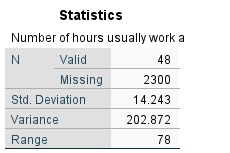 Statistics
Number of hours usually work a
N Valid 48
Missing 2300
Std. Deviation 14.243
Variance 202.872
Range 78